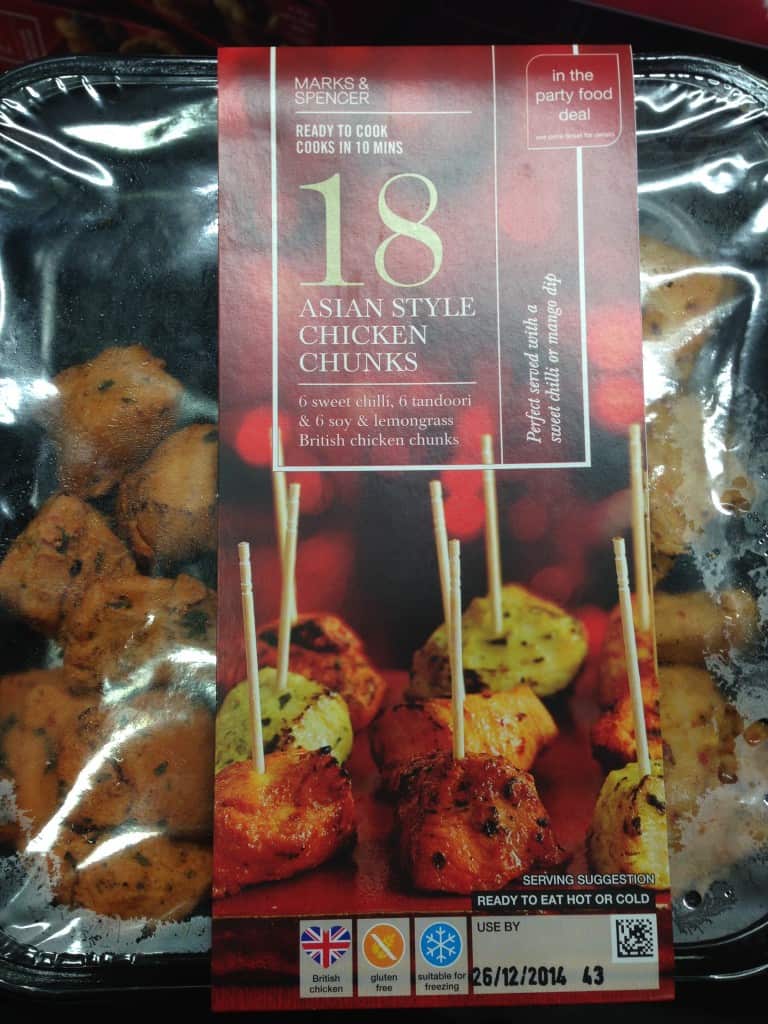 MARKS &
SPENCER
READY TO COOK
COOKS IN 10 MINS
18
ASIAN STYLE
CHICKEN
CHUNKS
6 sweet chilli, 6 tandoori
& 6 soy & lemongrass
British chicken chunks
in the
party food
deal
Perfect served with a
sweet chilli or mango dip
SERVING SUGGESTION
READY TO EAT HOT OR COLD
British
chicken
gluten
free
suitable for
freezing
USE BY
26/12/2014 43